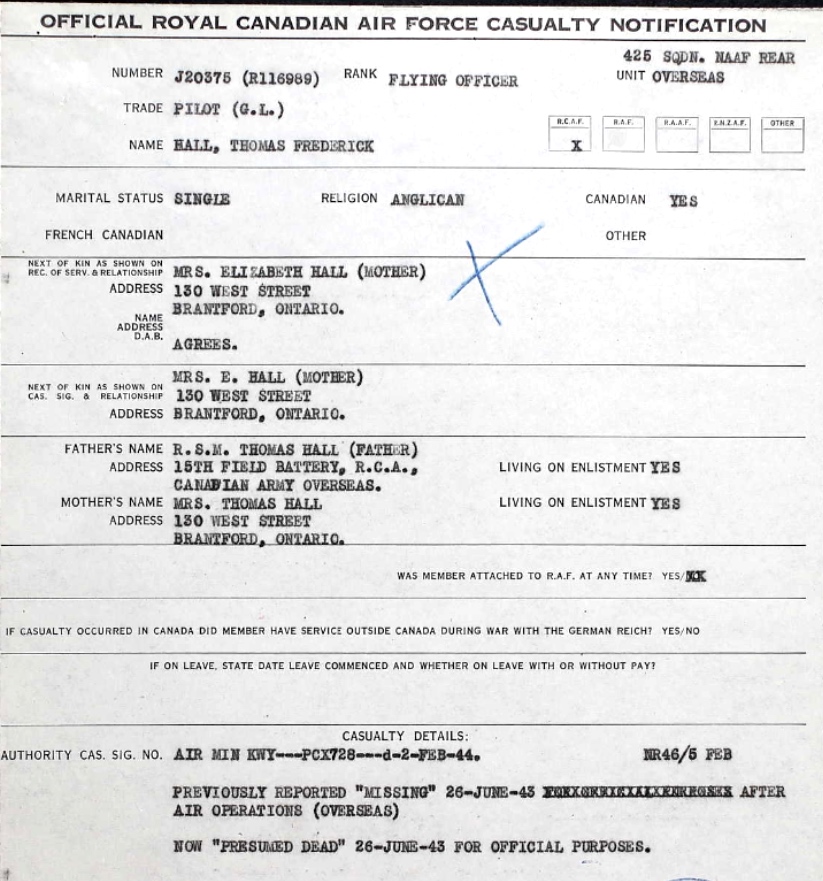 OFFICIAL ROYAL CANADIAN AIR FORCE CASUALTY NOTIFICATION
425 SQDN. NAAF REAR
NUMBER J20375 (R116989) RANK FLYING OFFICER UNIT OVERSEAS
TRADE PILOT (G.L.)
R.C.A.F. R.A.F. R.A.A.F. R.N.Z.A.F. OTHER
NAME HALL, THOMAS FREDERICK X
MARITAL STATUS SINGLE RELIGION ANGLICAN CANADIAN YES
FRENCH CANADIAN OTHER
NEXT OF KIN AS SHOWN ON
REC. OF SERV. & RELATIONSHIP MRS. ELIZABETH HALL (MOTHER)
ADDRESS 130 WEST STREET
BRANTFORD, ONTARIO.
NAME
ADDRESS
D.A.B.
AGREES.
MRS. E. HALL (MOTHER)
NEXT OF KIN AS SHOWN ON
CAS. SIG. & RELATIONSHIP 130 WEST STREET
ADDRESS BRANTFORD, ONTARIO.
FATHER'S NAME R.S.M. THOMAS HALL (FATHER)
ADDRESS 15TH FIELD BATTERY, R.C.A., LIVING ON ENLISTMENT YES
CANADIAN ARMY OVERSEAS.
MOTHER'S NAME MRS. THOMAS HALL LIVING ON ENLISTMENT YES
ADDRESS 130 WEST STREET
BRANTFORD, ONTARIO.
WAS MEMBER ATTACHED TO R.A.F. AT ANY TIME? YES/
IF CASUALTY OCCURRED IN CANADA DID MEMBER HAVE SERVICE OUTSIDE CANADA DURING WAR WITH THE GERMAN REICH? YES/NO
IF ON LEAVE, STATE DATE LEAVE COMMENCED AND WHETHER ON LEAVE WITH OR WITHOUT PAY?
CASUALTY DETAILS:
AUTHORITY CAS. SIG. NO. AIR MIN KWY---PCX728---d-2-FEB-44. NR46/5 FEB
PREVIOUSLY REPORTED "MISSING" 26-JUNE-43 AFTER
AIR OPERATIONS (OVERSEAS)
NOW "PRESUMED DEAD" 26-JUNE-43 FOR OFFICIAL PURPOSES.